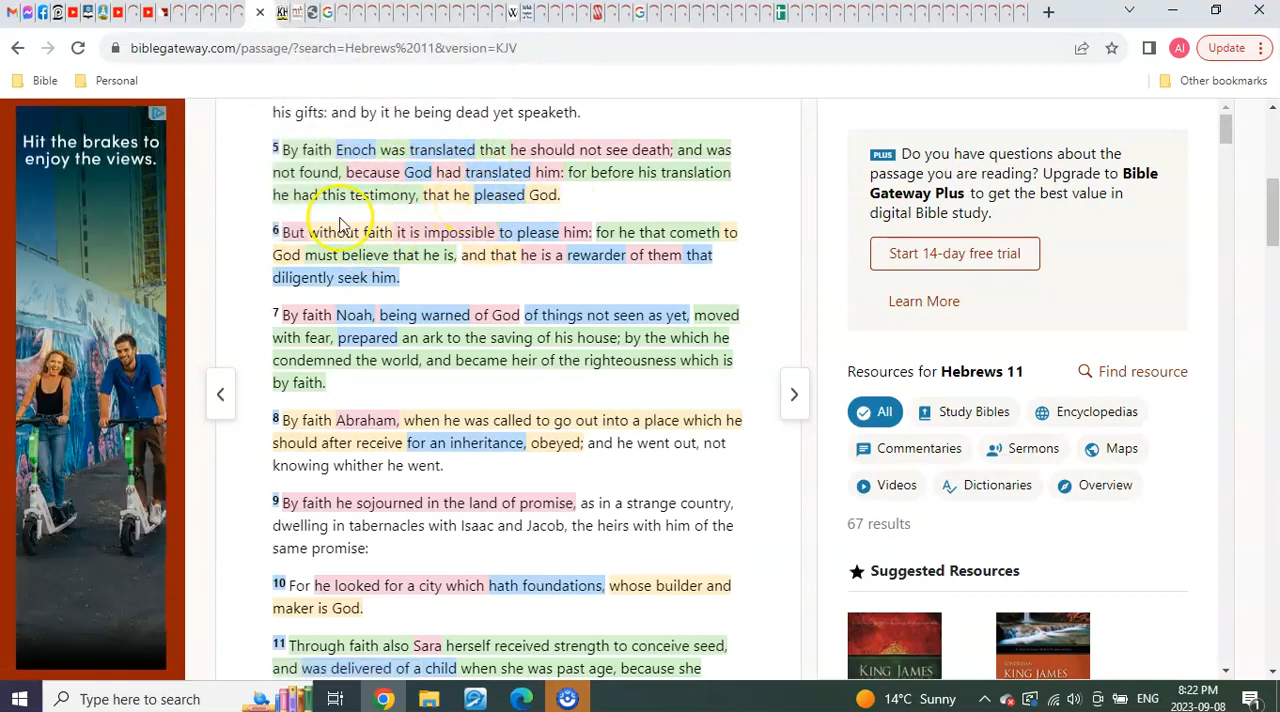 biblegateway.com/passage/?search=Hebrews%2011&version=KJV
AI
Update
Bible
Personal
Other bookmarks
Hit the brakes to
enjoy the views.
his gifts: and by it he being dead yet speaketh.
5 By faith Enoch was translated that he should not see death; and was
not found, because God had translated him: for before his translation
he had this testimony, that he pleased God.
6 But without faith it is impossible to please him: for he that cometh to
God must believe that he is, and that he is a rewarder of them that
diligently seek him.
7 By faith Noah, being warned of God of things not seen as yet, moved
with fear, prepared an ark to the saving of his house; by the which he
condemned the world, and became heir of the righteousness which is
by faith.
8 By faith Abraham, when he was called to go out into a place which he
should after receive for an inheritance, obeyed; and he went out, not
knowing whither he went.
9 By faith he sojourned in the land of promise, as in a strange country,
dwelling in tabernacles with Isaac and Jacob, the heirs with him of the
same promise:
10 For he looked for a city which hath foundations, whose builder and
maker is God.
11 Through faith also Sara herself received strength to conceive seed,
and was delivered of a child when she was past age, because she
PLUS Do you have questions about the
passage you are reading? Upgrade to Bible
Gateway Plus to get the best value in
digital Bible study.
Start 14-day free trial
Learn More
Resources for Hebrews 11
Find resource
All
Study Bibles
Encyclopedias
Commentaries
Sermons
Maps
Videos
Dictionaries
Overview
67 results
Suggested Resources
KING JAMES
KING JAMES
Type here to search
14°C Sunny
ENG
8:22 PM
2023-09-08
1